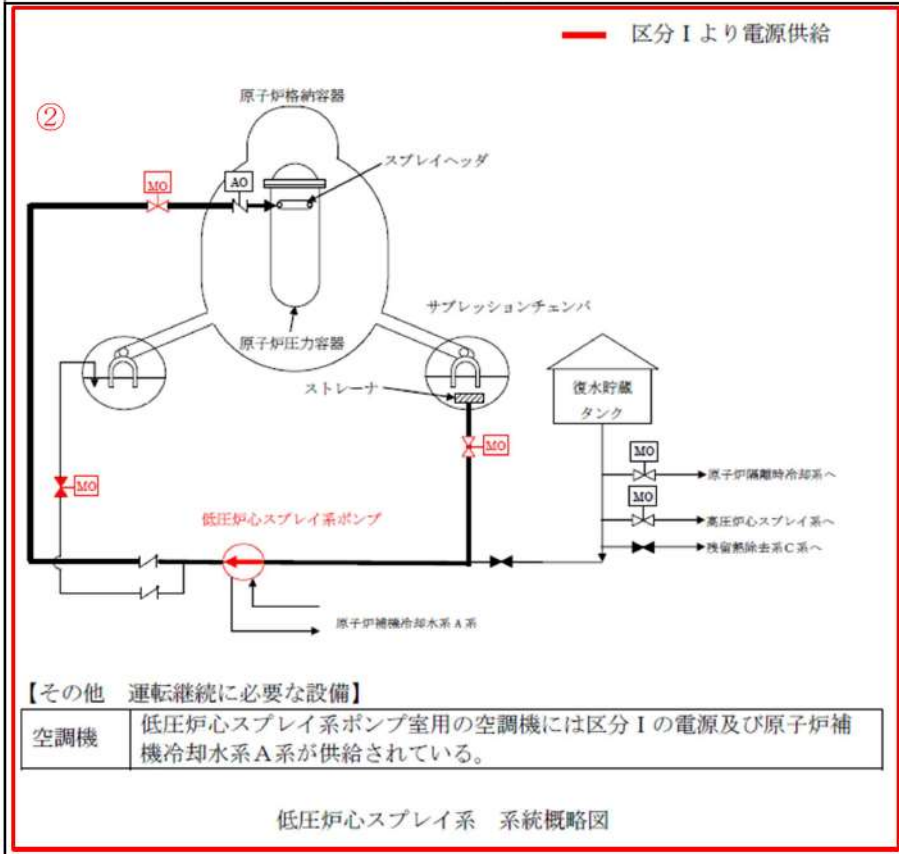 区分Ⅰより電源供給
②
原子炉格納容器
スプレイヘッダ
MO
AO
サプレッションチェンバ
原子炉圧力容器
ストレーナ
復水貯蔵
タンク
MO
MO
原子炉隔離時冷却系へ
MO
MO
高圧炉心スプレイ系へ
低圧炉心スプレイ系ポンプ
残留熱除去系C系へ
原子炉補機冷却水系A系
【その他 運転継続に必要な設備】
空調機
低圧炉心スプレイ系ポンプ室用の空調機には区分Ⅰの電源及び原子炉補
機冷却水系A系が供給されている。
低圧炉心スプレイ系 系統概略図